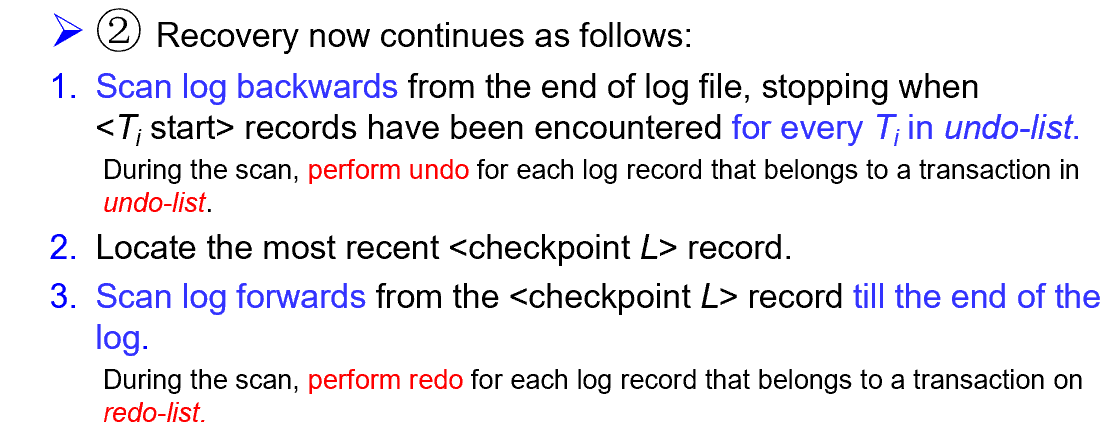 ➢ ② Recovery now continues as follows:
1. Scan log backwards from the end of log file, stopping when
<Ti start> records have been encountered for every Ti in undo-list.
During the scan, perform undo for each log record that belongs to a transaction in
undo-list.
2. Locate the most recent <checkpoint L> record.
3. Scan log forwards from the <checkpoint L> record till the end of the
log.
During the scan, perform redo for each log record that belongs to a transaction on
redo-list.